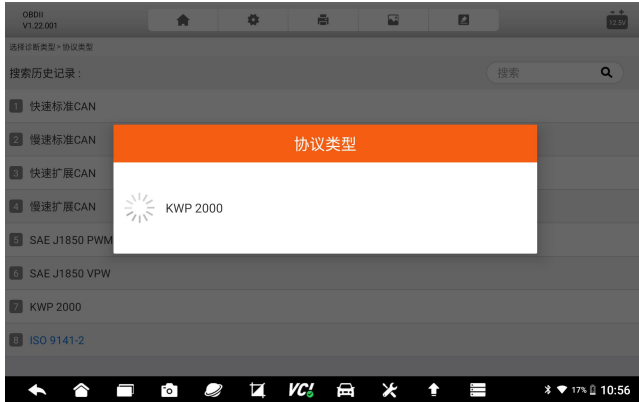 OBDII
V1.22.001
12.5V
选择诊断类型>协议类型
搜索历史记录 :
搜索
1 快速标准CAN
2 慢速标准CAN
协议类型
3 快速扩展CAN
4 慢速扩展CAN
KWP 2000
5 SAE J1850 PWM
6 SAE J1850 VPW
7 KWP 2000
8 ISO 9141-2
VCI
17% 10:56